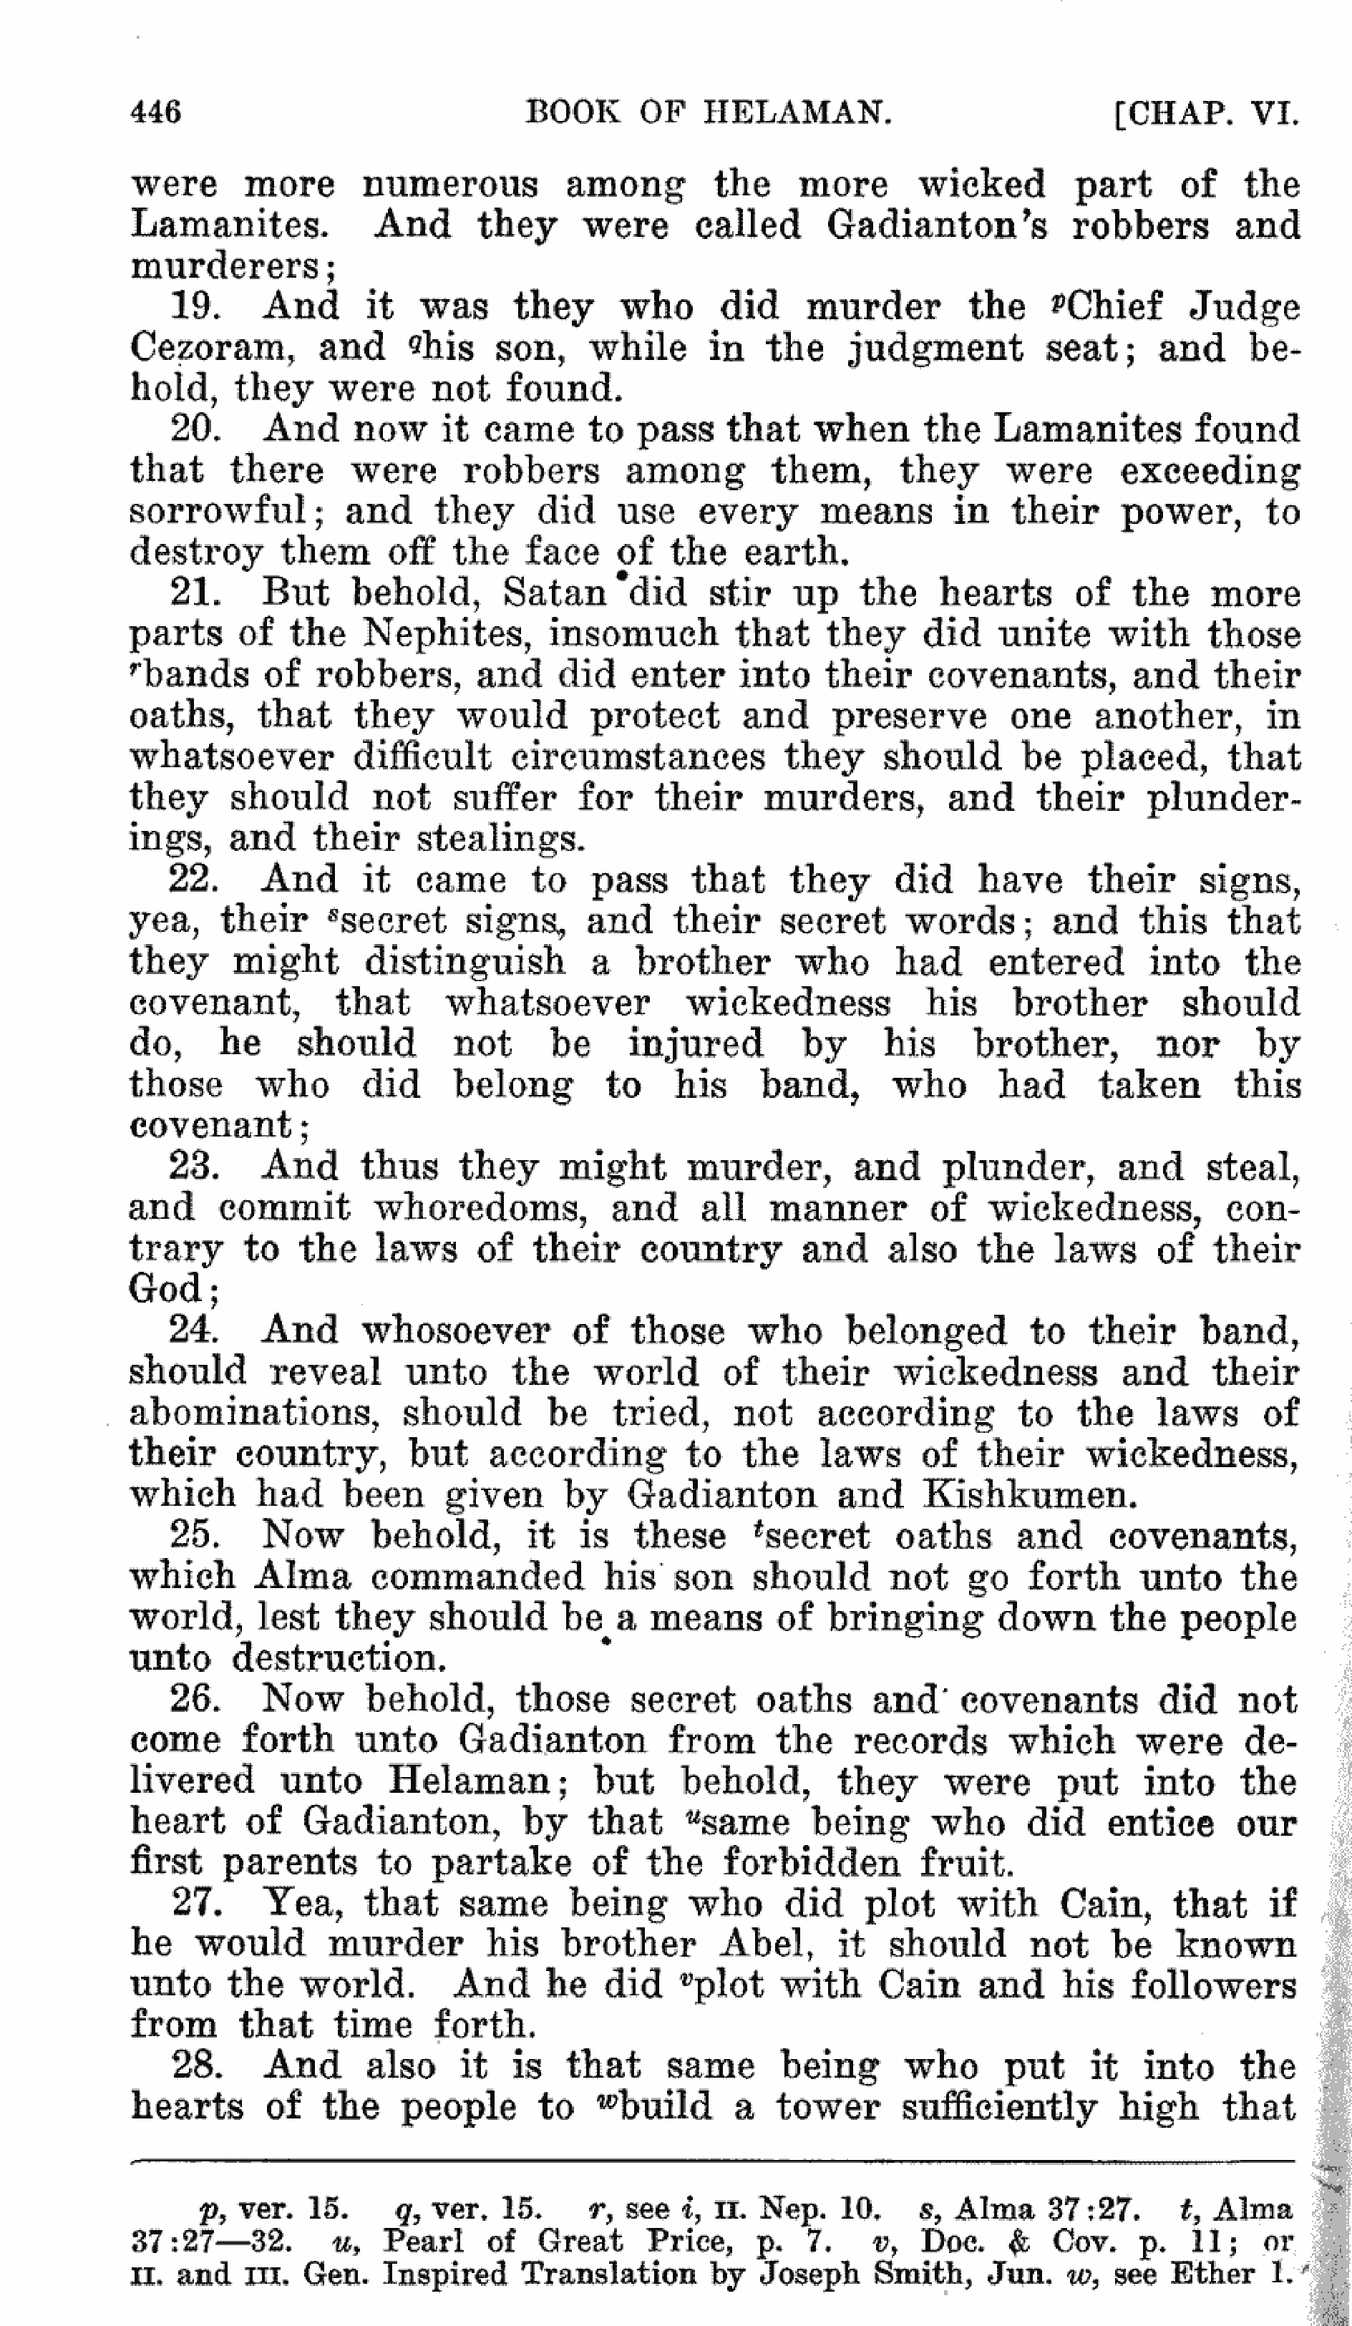 446 BOOK OF HELAMAN. [CHAP. VI.
were more numerous among the more wicked part of the
Lamanites. And they were called Gadianton's robbers and
murderers;
19. And it was they who did murder the pChief Judge
Cezoram, and qhis son, while in the judgment seat; and be-
hold, they were not found.
20. And now it came to pass that when the Lamanites found
that there were robbers among them, they were exceeding
sorrowful; and they did use every means in their power, to
destroy them off the face of the earth.
21. But behold, Satan did stir up the hearts of the more
parts of the Nephites, insomuch that they did unite with those
rbands of robbers, and did enter into their covenants, and their
oaths, that they would protect and preserve one another, in
whatsoever difficult circumstances they should be placed, that
they should not suffer for their murders, and their plunder-
ings, and their stealings.
22. And it came to pass that they did have their signs,
yea, their ssecret signs, and their secret words; and this that
they might distinguish a brother who had entered into the
covenant, that whatsoever wickedness his brother should
do, he should not be injured by his brother, nor by
those who did belong to his band, who had taken this
covenant;
23. And thus they might murder, and plunder, and steal,
and commit whoredoms, and all manner of wickedness, con-
trary to the laws of their country and also the laws of their
God;
24. And whosoever of those who belonged to their band,
should reveal unto the world of their wickedness and their
abominations, should be tried, not according to the laws of
their country, but according to the laws of their wickedness,
which had been given by Gadianton and Kishkumen.
25. Now behold, it is these tsecret oaths and covenants,
which Alma commanded his son should not go forth unto the
world, lest they should be a means of bringing down the people
unto destruction.
26. Now behold, those secret oaths and covenants did not
come forth unto Gadianton from the records which were de-
livered unto Helaman; but behold, they were put into the
heart of Gadianton, by that usame being who did entice our
first parents to partake of the forbidden fruit.
27. Yea, that same being who did plot with Cain, that if
he would murder his brother Abel, it should not be known
unto the world. And he did vplot with Cain and his followers
from that time forth.
28. And also it is that same being who put it into the
hearts of the people to wbuild a tower sufficiently high that
p, ver. 15. q, ver. 15. r, see i, II. Nep. 10. s, Alma 37:27. t, Alma
37:27—32. u, Pearl of Great Price, p. 7. v, Doc. & Cov. p. 11; or
II. and III. Gen. Inspired Translation by Joseph Smith, Jun. w, see Ether 1.